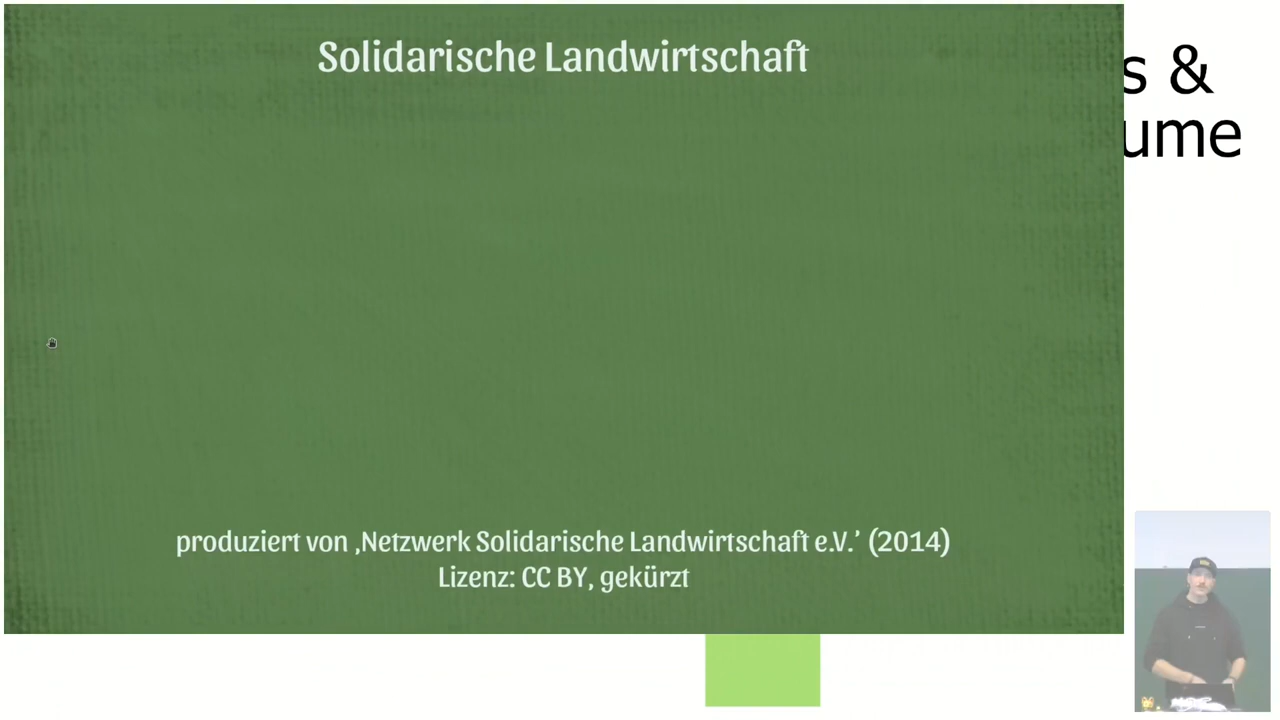 Solidarische Landwirtschaft
s &
ume
produziert von ‚Netzwerk Solidarische Landwirtschaft e.V.’ (2014)
Lizenz: CC BY, gekürzt